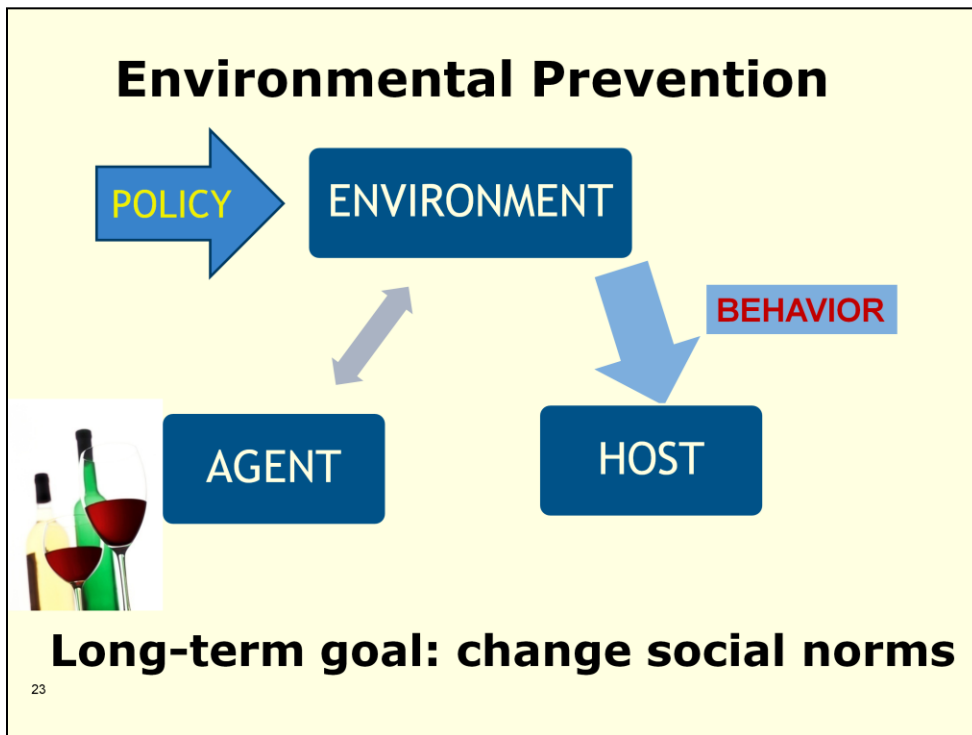 Environmental Prevention
POLICY
ENVIRONMENT
BEHAVIOR
AGENT
HOST
Long-term goal: change social norms
23